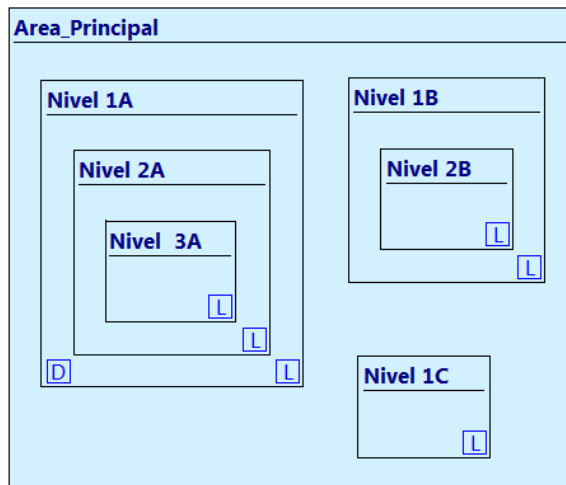 Area_Principal
Nivel 1A
Nivel 2A
Nivel 3A
L
L
D
L
Nivel 1B
Nivel 2B
L
L
Nivel 1C
L